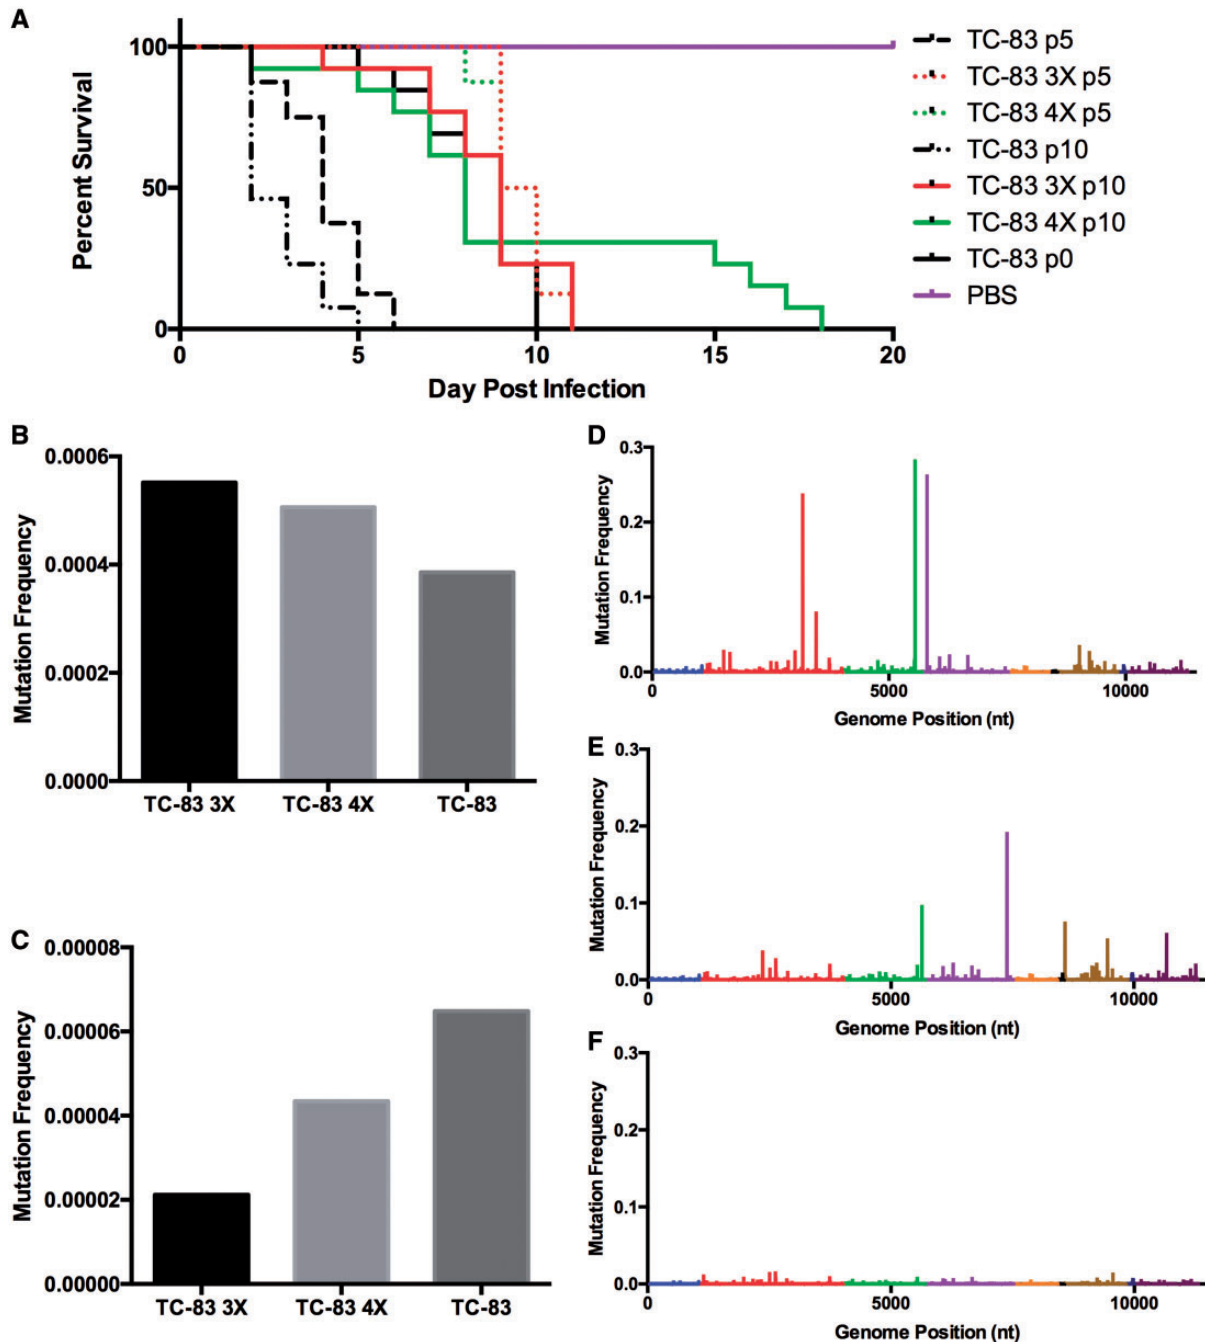 A
Percent Survival
100
50
0
0 5 10 15 20
Day Post Infection
TC-83 p5
TC-83 3X p5
TC-83 4X p5
TC-83 p10
TC-83 3X p10
TC-83 4X p10
TC-83 p0
PBS
B
Mutation Frequency
0.0006
0.0004
0.0002
0.0000
TC-83 3X TC-83 4X TC-83
C
Mutation Frequency
0.00008
0.00006
0.00004
0.00002
0.00000
TC-83 3X TC-83 4X TC-83
D
Mutation Frequency
0.3
0.2
0.1
0.0
0 5000 10000
Genome Position (nt)
E
Mutation Frequency
0.3
0.2
0.1
0.0
0 5000 10000
Genome Position (nt)
F
Mutation Frequency
0.3
0.2
0.1
0.0
0 5000 10000
Genome Position (nt)